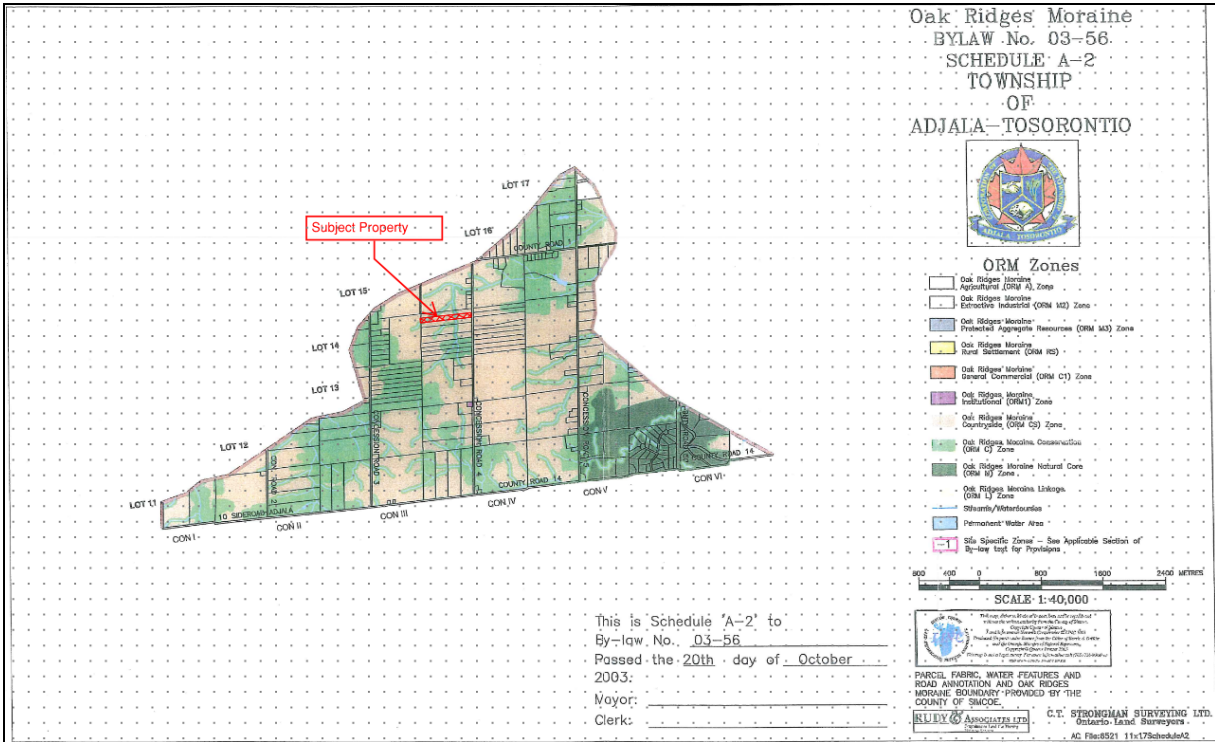 Oak Ridges Moraine
BYLAW No. 03-56
SCHEDULE A-2
TOWNSHIP
OF
ADJALA-TOSORONTIO
ADJALA - TOSORONTIO
LOT 17
Subject Property
LOT 16
COUNTY ROAD 1
LOT 15
LOT 14
LOT 13
LOT 12
LOT 11
CONCESSION ROAD 3
CONCESSION ROAD 4
COUNTY ROAD 14
COUNTY ROAD 14
10 SIDEROAD ADJALA
CON I
CON II
CON III
CON IV
CON V
CON VI
ORM Zones
Oak Ridges Moraine
Agricultural (ORM A) Zone
Oak Ridges Moraine
Extractive Industrial (ORM M2) Zone
Oak Ridges Moraine
Protected Aggregate Resources (ORM M3) Zone
Oak Ridges Moraine
Rural Settlement (ORM RS)
Oak Ridges Moraine
General Commercial (ORM C1) Zone
Oak Ridges Moraine
Institutional (ORM1) Zone
Oak Ridges Moraine
Countryside (ORM CS) Zone
Oak Ridges Moraine Conservation
(ORM C) Zone
Oak Ridges Moraine Natural Core
(ORM N) Zone
Oak Ridges Moraine Linkage
(ORM L) Zone
Streams/Watercourses
Permanent Water Area
-1
Site Specific Zones - See Applicable Section of
By-law text for Provisions
800 400 0 800 1600 2400 METRES
SCALE 1:40,000
This is Schedule "A-2" to
By-law No. 03-56
Passed the 20th day of October
2003.
Mayor:
Clerk:
PARCEL FABRIC, WATER FEATURES AND
ROAD ANNOTATION AND OAK RIDGES
MORAINE BOUNDARY PROVIDED BY THE
COUNTY OF SIMCOE.
RUDY & ASSOCIATES LTD.
C.T. STRONGMAN SURVEYING LTD.
Ontario Land Surveyors
AC File:8521 11x17ScheduleA2